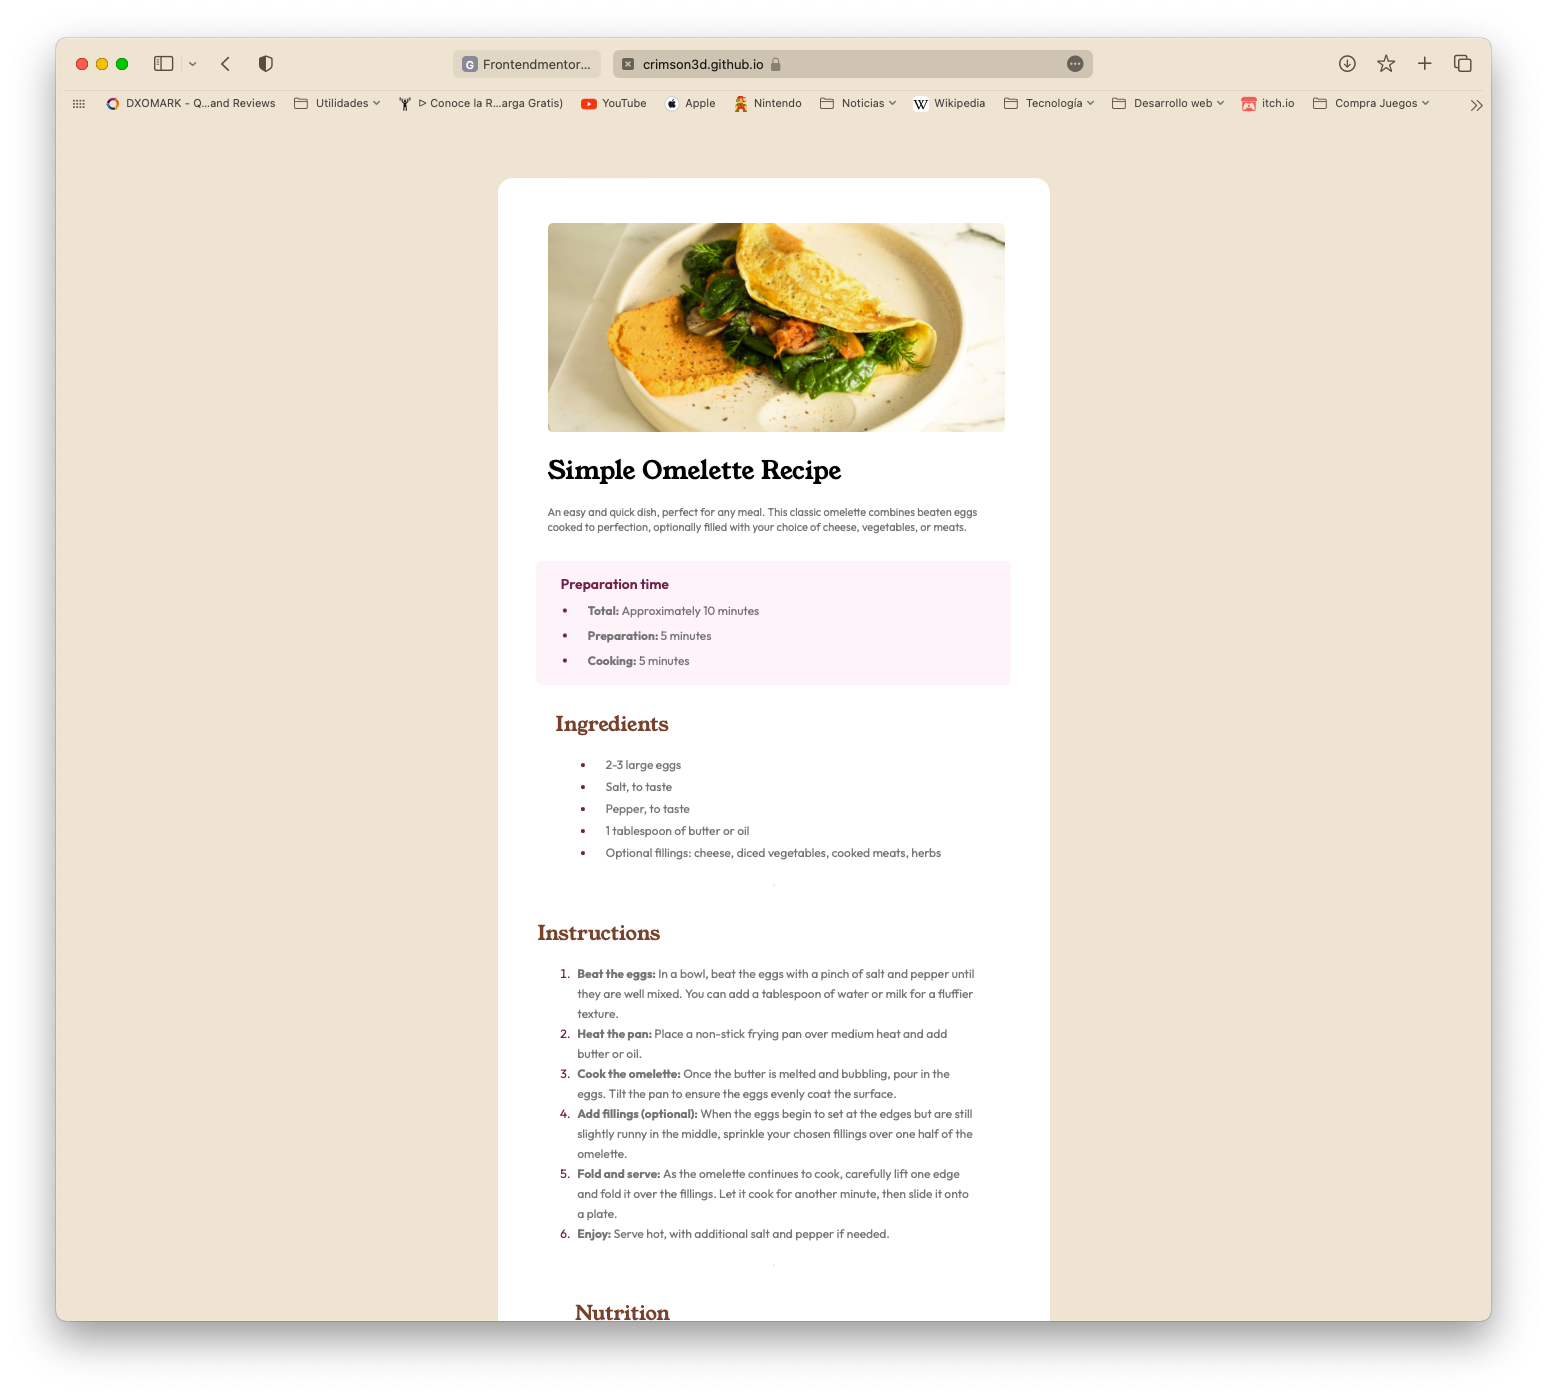 G Frontendmentor...
crimson3d.github.io
DXOMARK - Q...and Reviews
Utilidades
ᐅ Conoce la R...arga Gratis)
YouTube
Apple
Nintendo
Noticias
W Wikipedia
Tecnología
Desarrollo web
itch.io
Compra Juegos
Simple Omelette Recipe
An easy and quick dish, perfect for any meal. This classic omelette combines beaten eggs
cooked to perfection, optionally filled with your choice of cheese, vegetables, or meats.
Preparation time
• Total: Approximately 10 minutes
• Preparation: 5 minutes
• Cooking: 5 minutes
Ingredients
• 2-3 large eggs
• Salt, to taste
• Pepper, to taste
• 1 tablespoon of butter or oil
• Optional fillings: cheese, diced vegetables, cooked meats, herbs
Instructions
1. Beat the eggs: In a bowl, beat the eggs with a pinch of salt and pepper until
they are well mixed. You can add a tablespoon of water or milk for a fluffier
texture.
2. Heat the pan: Place a non-stick frying pan over medium heat and add
butter or oil.
3. Cook the omelette: Once the butter is melted and bubbling, pour in the
eggs. Tilt the pan to ensure the eggs evenly coat the surface.
4. Add fillings (optional): When the eggs begin to set at the edges but are still
slightly runny in the middle, sprinkle your chosen fillings over one half of the
omelette.
5. Fold and serve: As the omelette continues to cook, carefully lift one edge
and fold it over the fillings. Let it cook for another minute, then slide it onto
a plate.
6. Enjoy: Serve hot, with additional salt and pepper if needed.
Nutrition